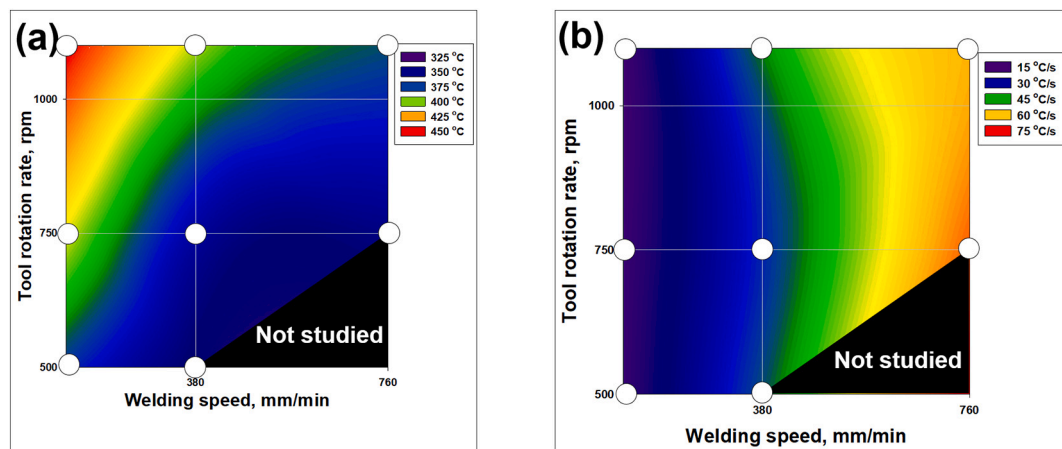 (a)
325 °C
350 °C
375 °C
400 °C
425 °C
450 °C
Tool rotation rate, rpm
1000
750
500
Not studied
380
760
Welding speed, mm/min
(b)
15 °C/s
30 °C/s
45 °C/s
60 °C/s
75 °C/s
Tool rotation rate, rpm
1000
750
500
Not studied
380
760
Welding speed, mm/min